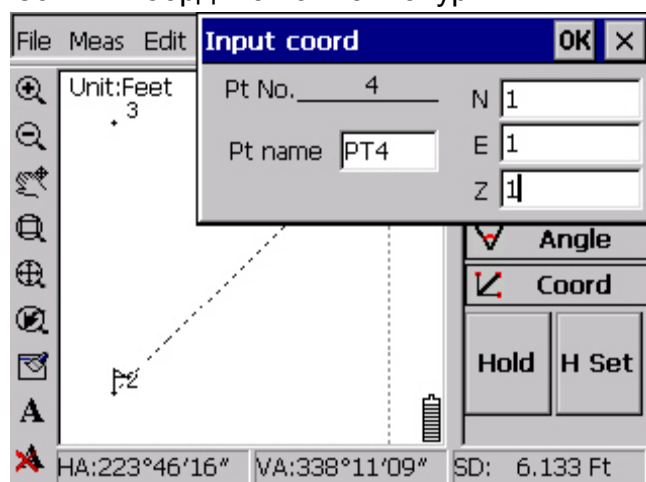 File Meas Edit Input coord OK ×
Unit:Feet
3
Pt No. 4
N 1
Pt name PT4
E 1
Z 1
Angle
Coord
Hold H Set
2
A
A
HA:223°46'16" VA:338°11'09" SD: 6.133 Ft